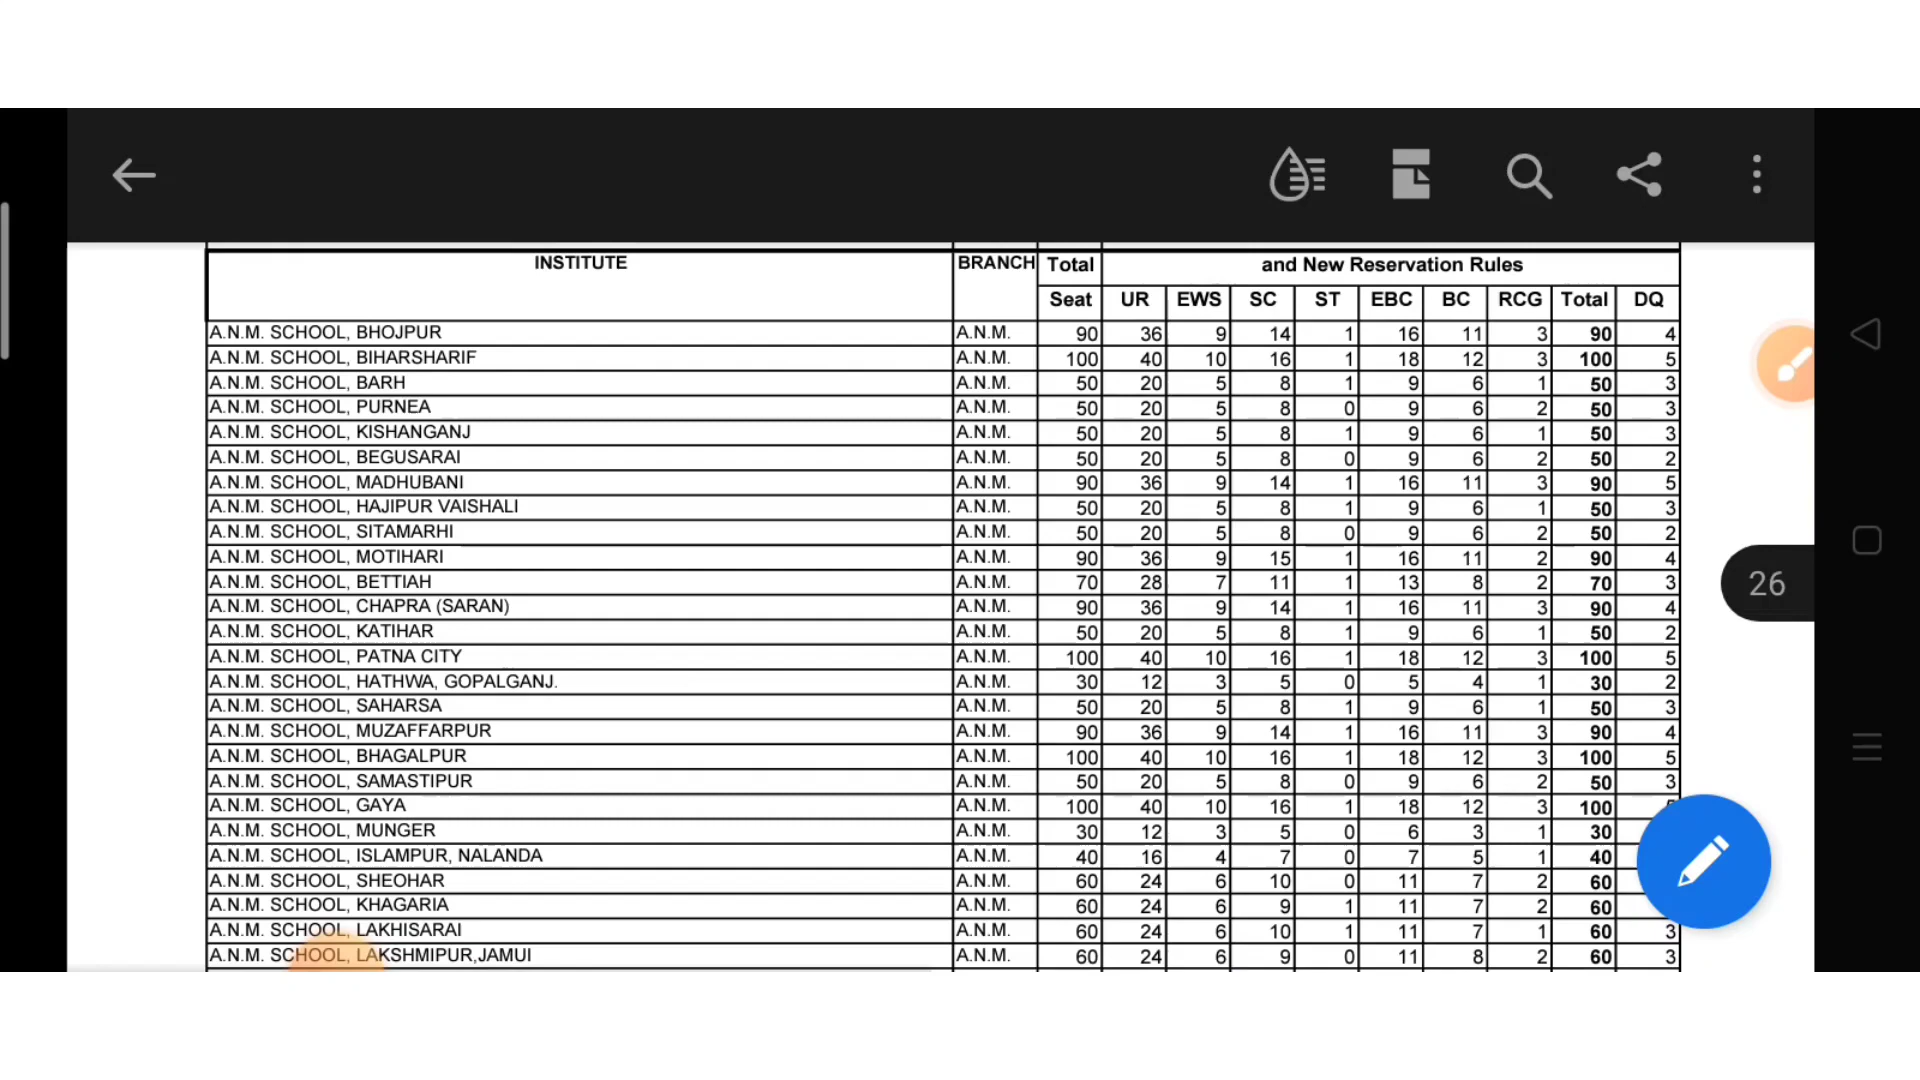 INSTITUTE BRANCH Total and New Reservation Rules
Seat UR EWS SC ST EBC BC RCG Total DQ
A.N.M. SCHOOL, BHOJPUR A.N.M. 90 36 9 14 1 16 11 3 90 4
A.N.M. SCHOOL, BIHARSHARIF A.N.M. 100 40 10 16 1 18 12 3 100 5
A.N.M. SCHOOL, BARH A.N.M. 50 20 5 8 1 9 6 1 50 3
A.N.M. SCHOOL, PURNEA A.N.M. 50 20 5 8 0 9 6 2 50 3
A.N.M. SCHOOL, KISHANGANJ A.N.M. 50 20 5 8 1 9 6 1 50 3
A.N.M. SCHOOL, BEGUSARAI A.N.M. 50 20 5 8 0 9 6 2 50 2
A.N.M. SCHOOL, MADHUBANI A.N.M. 90 36 9 14 1 16 11 3 90 5
A.N.M. SCHOOL, HAJIPUR VAISHALI A.N.M. 50 20 5 8 1 9 6 1 50 3
A.N.M. SCHOOL, SITAMARHI A.N.M. 50 20 5 8 0 9 6 2 50 2
A.N.M. SCHOOL, MOTIHARI A.N.M. 90 36 9 15 1 16 11 2 90 4
A.N.M. SCHOOL, BETTIAH A.N.M. 70 28 7 11 1 13 8 2 70 3
26
A.N.M. SCHOOL, CHAPRA (SARAN) A.N.M. 90 36 9 14 1 16 11 3 90 4
A.N.M. SCHOOL, KATIHAR A.N.M. 50 20 5 8 1 9 6 1 50 2
A.N.M. SCHOOL, PATNA CITY A.N.M. 100 40 10 16 1 18 12 3 100 5
A.N.M. SCHOOL, HATHWA, GOPALGANJ. A.N.M. 30 12 3 5 0 5 4 1 30 2
A.N.M. SCHOOL, SAHARSA A.N.M. 50 20 5 8 1 9 6 1 50 3
A.N.M. SCHOOL, MUZAFFARPUR A.N.M. 90 36 9 14 1 16 11 3 90 4
A.N.M. SCHOOL, BHAGALPUR A.N.M. 100 40 10 16 1 18 12 3 100 5
A.N.M. SCHOOL, SAMASTIPUR A.N.M. 50 20 5 8 0 9 6 2 50 3
A.N.M. SCHOOL, GAYA A.N.M. 100 40 10 16 1 18 12 3 100
A.N.M. SCHOOL, MUNGER A.N.M. 30 12 3 5 0 6 3 1 30
A.N.M. SCHOOL, ISLAMPUR, NALANDA A.N.M. 40 16 4 7 0 7 5 1 40
A.N.M. SCHOOL, SHEOHAR A.N.M. 60 24 6 10 0 11 7 2 60
A.N.M. SCHOOL, KHAGARIA A.N.M. 60 24 6 9 1 11 7 2 60
A.N.M. SCHOOL, LAKHISARAI A.N.M. 60 24 6 10 1 11 7 1 60 3
A.N.M. SCHOOL, LAKSHMIPUR,JAMUI A.N.M. 60 24 6 9 0 11 8 2 60 3